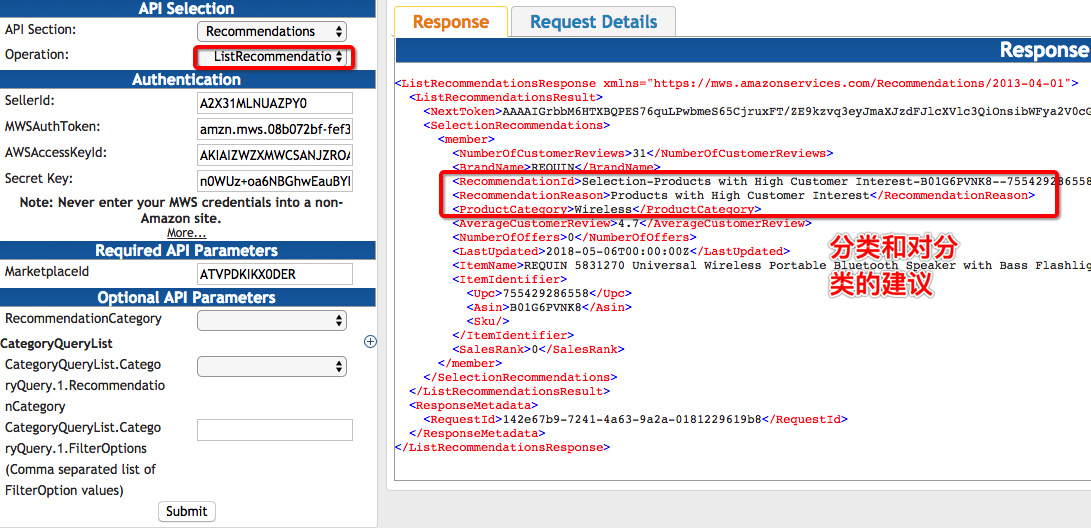 API Selection
API Section: Recommendations
Operation: ListRecommendatio
Authentication
SellerId: A2X31MLNUAZPY0
MWSAuthToken: amzn.mws.08b072bf-fef3
AWSAccessKeyId: AKIAIZWZXMWCSANJZROA
Secret Key: n0WUz+oa6NBGhwEauBYI
Note: Never enter your MWS credentials into a non-
Amazon site.
More...
Required API Parameters
MarketplaceId ATVPDKIKX0DER
Optional API Parameters
RecommendationCategory
CategoryQueryList
CategoryQueryList.Catego
ryQuery.1.Recommendatio
nCategory
CategoryQueryList.Catego
ryQuery.1.FilterOptions
(Comma separated list of
FilterOption values)
Submit
Response Request Details
Response
<ListRecommendationsResponse xmlns="https://mws.amazonservices.com/Recommendations/2013-04-01">
<ListRecommendationsResult>
<NextToken>AAAAIGrbbM6HTXBQPES76quLPwbmeS65CjruxFT/ZE9kzvq3eyJmaXJzdFJlcXVlc3QiOnsibWFya2V0cG
<SelectionRecommendations>
<member>
<NumberOfCustomerReviews>31</NumberOfCustomerReviews>
<BrandName>REQUIN</BrandName>
<RecommendationId>Selection-Products with High Customer Interest-B01G6PVNK8--755429286558
<RecommendationReason>Products with High Customer Interest</RecommendationReason>
<ProductCategory>Wireless</ProductCategory>
<AverageCustomerReview>4.7</AverageCustomerReview>
<NumberOfOffers>0</NumberOfOffers>
<LastUpdated>2018-05-06T00:00:00Z</LastUpdated>
<ItemName>REQUIN 5831270 Universal Wireless Portable Bluetooth Speaker with Bass Flashlig
<ItemIdentifier>
<Upc>755429286558</Upc>
<Asin>B01G6PVNK8</Asin>
<Sku/>
</ItemIdentifier>
<SalesRank>0</SalesRank>
</member>
</SelectionRecommendations>
</ListRecommendationsResult>
<ResponseMetadata>
<RequestId>142e67b9-7241-4a63-9a2a-0181229619b8</RequestId>
</ResponseMetadata>
</ListRecommendationsResponse>
分类和对分
类的建议